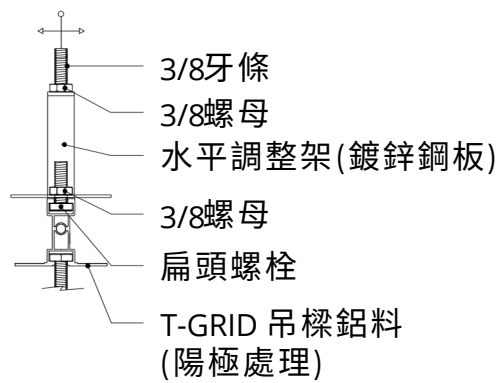 3/8牙條
3/8螺母
水平調整架(鍍鋅鋼板)
3/8螺母
扁頭螺栓
T-GRID 吊樑鋁料
(陽極處理)